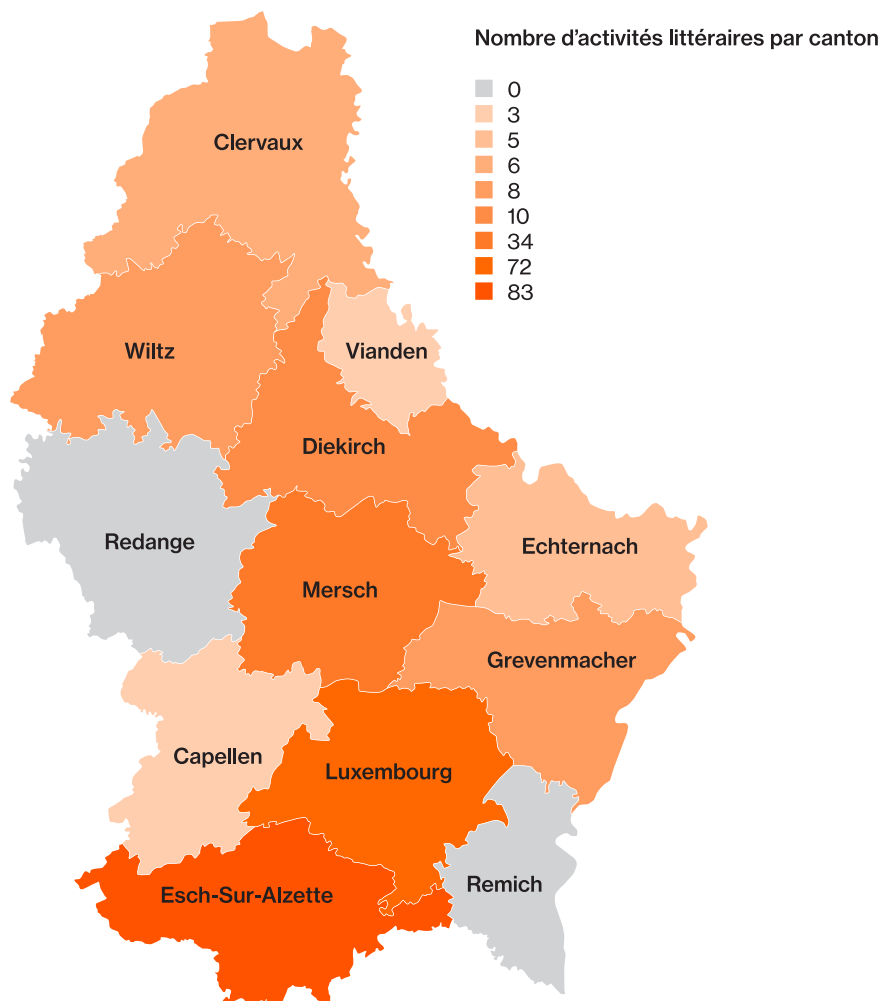 Nombre d'activités littéraires par canton
0
3
5
6
8
10
34
72
83
Clervaux
Wiltz
Vianden
Diekirch
Redange
Echternach
Mersch
Grevenmacher
Capellen
Luxembourg
Remich
Esch-Sur-Alzette